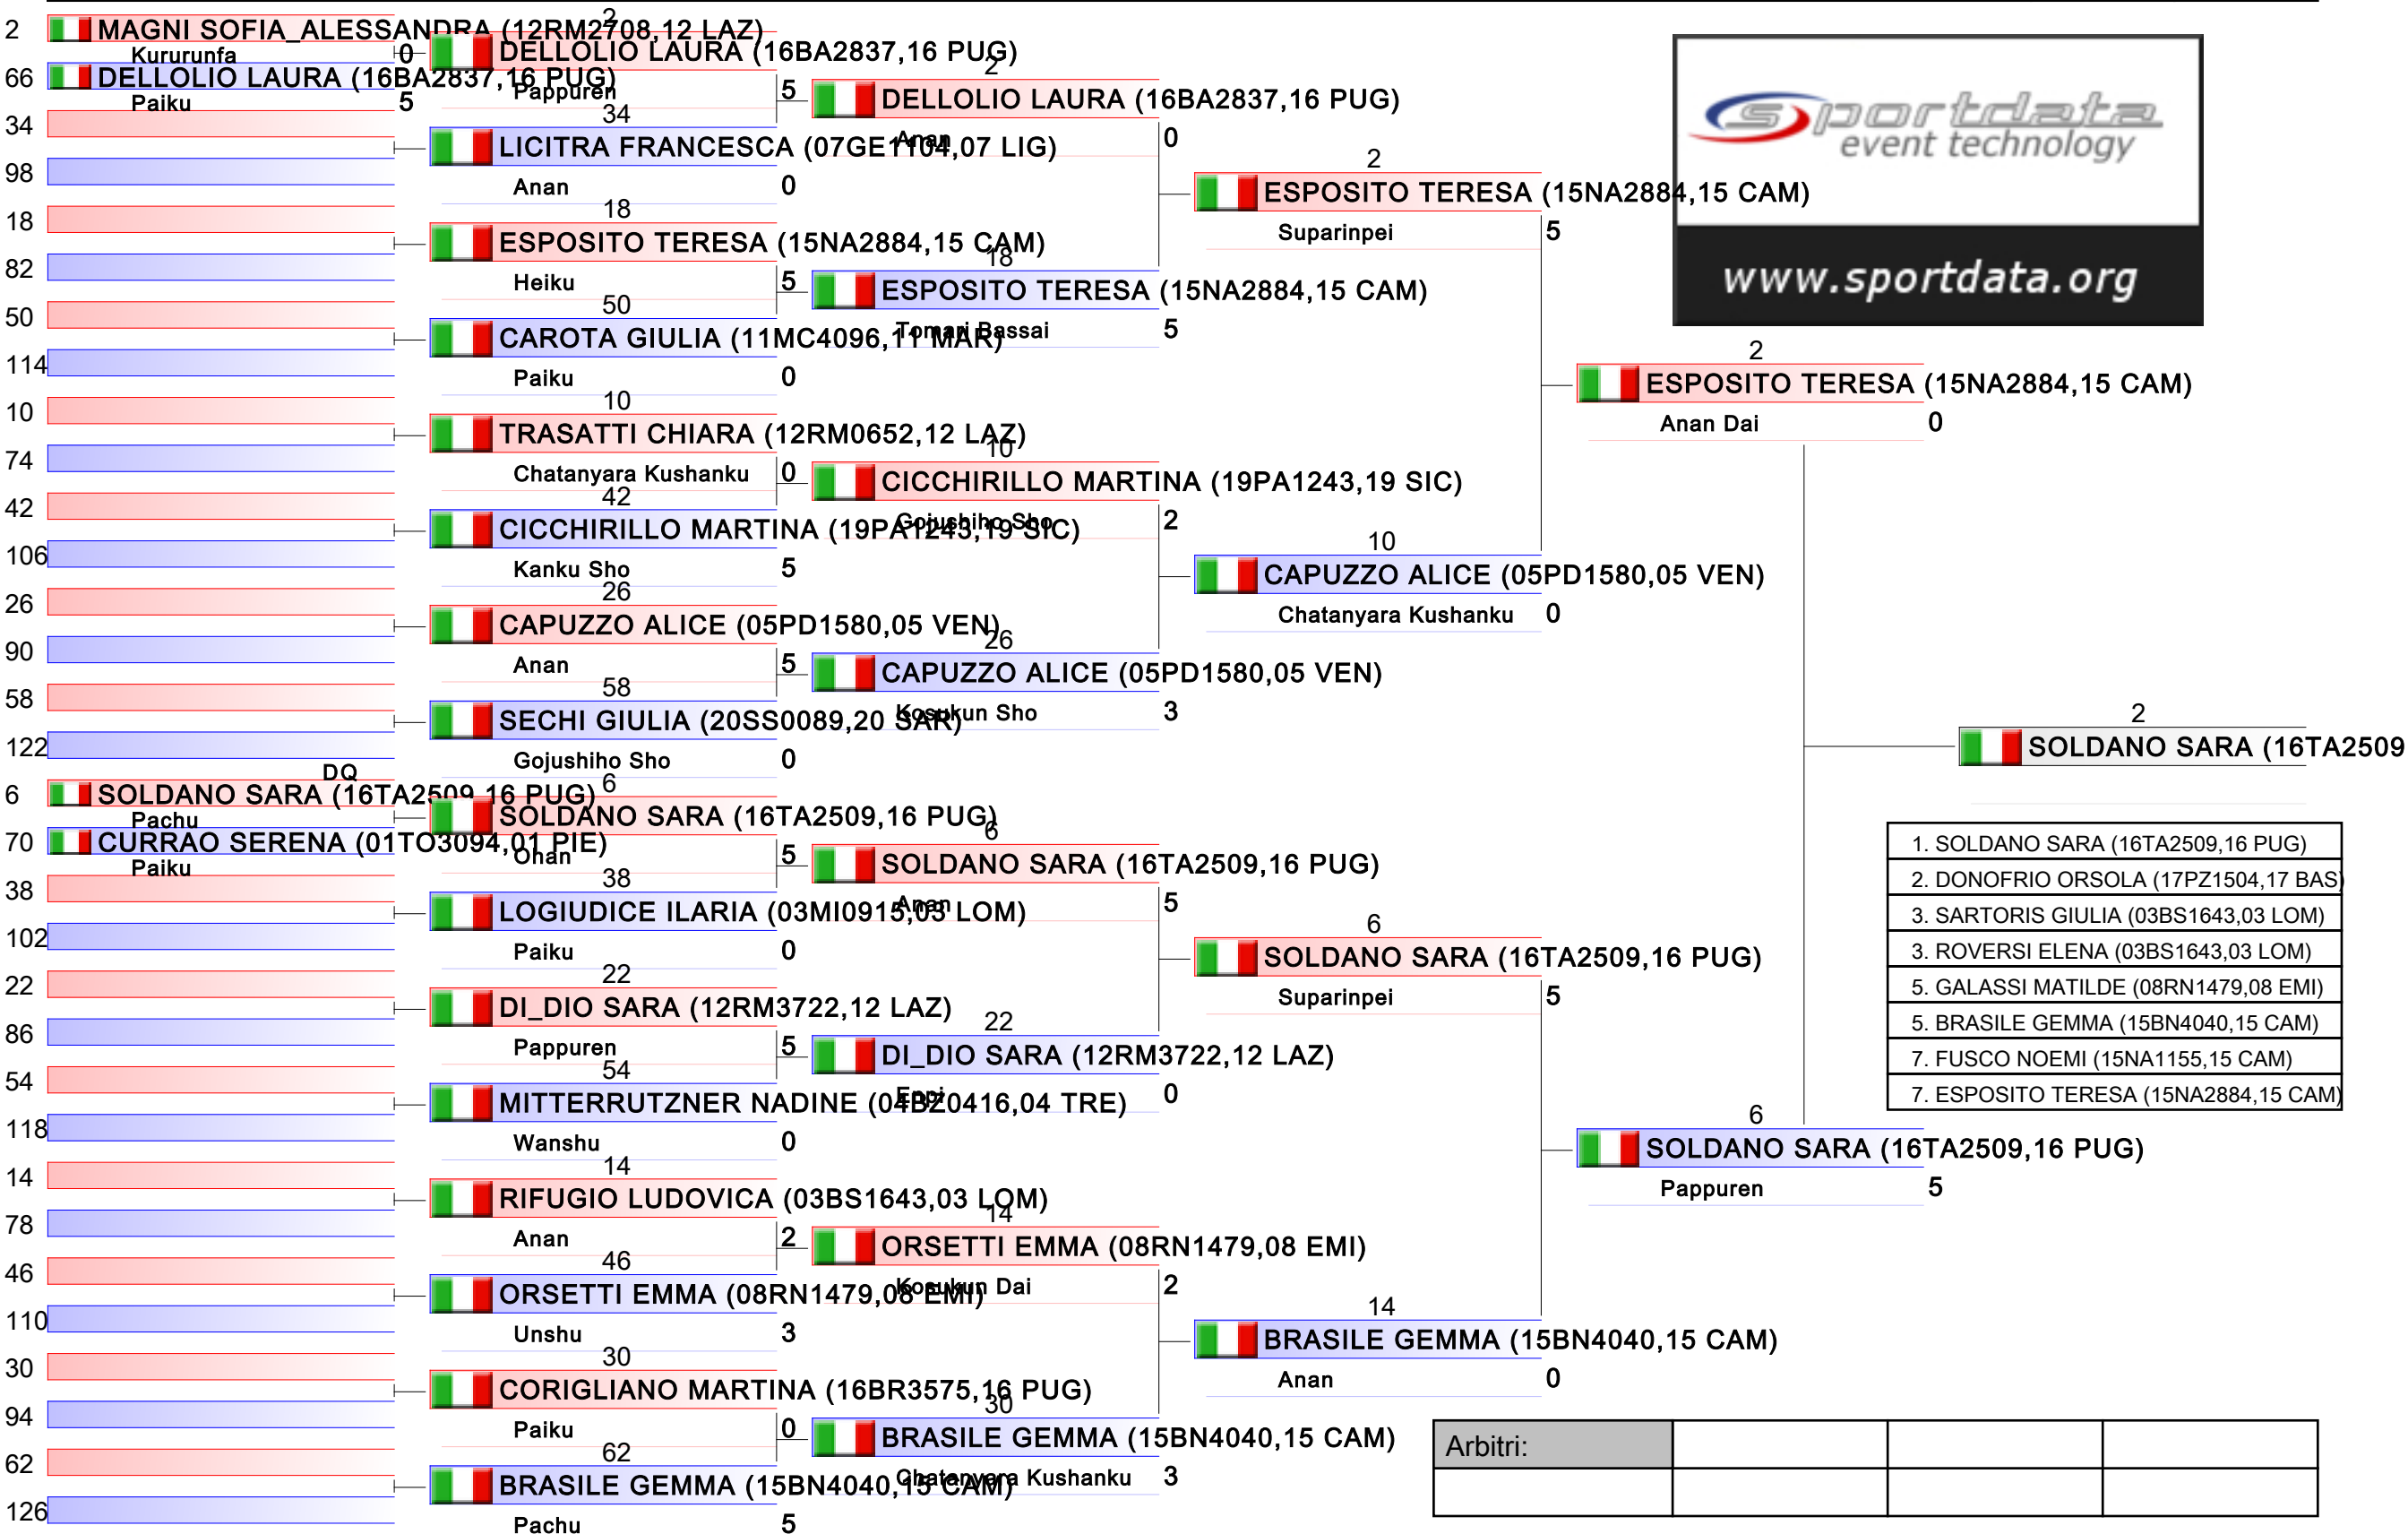 2
MAGNI SOFIA_ALESSANDRA (12RM2708,12 LAZ)
Kururunfa
0
66
DELLOLIO LAURA (16BA2837,16 PUG)
Paiku
5
34
98
18
82
50
114
10
74
42
106
26
90
58
122
DQ
6
SOLDANO SARA (16TA2509,16 PUG)
Pachu
70
CURRAO SERENA (01TO3094,01 PIE)
Paiku
38
102
22
86
54
118
14
78
46
110
30
94
62
126
2
DELLOLIO LAURA (16BA2837,16 PUG)
Pappuren
5
34
LICITRA FRANCESCA (07GE1104,07 LIG)
Anan
0
18
ESPOSITO TERESA (15NA2884,15 CAM)
Heiku
5
50
CAROTA GIULIA (11MC4096,11 MAR)
Paiku
0
10
TRASATTI CHIARA (12RM0652,12 LAZ)
Chatanyara Kushanku
0
42
CICCHIRILLO MARTINA (19PA1243,19 SIC)
Kanku Sho
5
26
CAPUZZO ALICE (05PD1580,05 VEN)
Anan
5
58
SECHI GIULIA (20SS0089,20 SAR)
Gojushiho Sho
0
6
SOLDANO SARA (16TA2509,16 PUG)
Ohan
5
38
LOGIUDICE ILARIA (03MI0915,03 LOM)
Paiku
0
22
DI_DIO SARA (12RM3722,12 LAZ)
Pappuren
5
54
MITTERRUTZNER NADINE (04BZ0416,04 TRE)
Wanshu
0
14
RIFUGIO LUDOVICA (03BS1643,03 LOM)
Anan
2
46
ORSETTI EMMA (08RN1479,08 EMI)
Unshu
3
30
CORIGLIANO MARTINA (16BR3575,16 PUG)
Paiku
0
62
BRASILE GEMMA (15BN4040,15 CAM)
Pachu
5
2
DELLOLIO LAURA (16BA2837,16 PUG)
Anan
0
18
ESPOSITO TERESA (15NA2884,15 CAM)
Tomari Bassai
5
10
CICCHIRILLO MARTINA (19PA1243,19 SIC)
Gojushiho Sho
2
26
CAPUZZO ALICE (05PD1580,05 VEN)
Kosukun Sho
3
6
SOLDANO SARA (16TA2509,16 PUG)
Anan
5
22
DI_DIO SARA (12RM3722,12 LAZ)
Enpi
0
14
ORSETTI EMMA (08RN1479,08 EMI)
Kosukun Dai
2
30
BRASILE GEMMA (15BN4040,15 CAM)
Chatanyara Kushanku
3
2
ESPOSITO TERESA (15NA2884,15 CAM)
Suparinpei
5
10
CAPUZZO ALICE (05PD1580,05 VEN)
Chatanyara Kushanku
0
6
SOLDANO SARA (16TA2509,16 PUG)
Suparinpei
5
14
BRASILE GEMMA (15BN4040,15 CAM)
Anan
0
sportdata
event technology
www.sportdata.org
2
ESPOSITO TERESA (15NA2884,15 CAM)
Anan Dai
0
6
SOLDANO SARA (16TA2509,16 PUG)
Pappuren
5
2
SOLDANO SARA (16TA2509
1. SOLDANO SARA (16TA2509,16 PUG)
2. DONOFRIO ORSOLA (17PZ1504,17 BAS)
3. SARTORIS GIULIA (03BS1643,03 LOM)
3. ROVERSI ELENA (03BS1643,03 LOM)
5. GALASSI MATILDE (08RN1479,08 EMI)
5. BRASILE GEMMA (15BN4040,15 CAM)
7. FUSCO NOEMI (15NA1155,15 CAM)
7. ESPOSITO TERESA (15NA2884,15 CAM)
Arbitri: